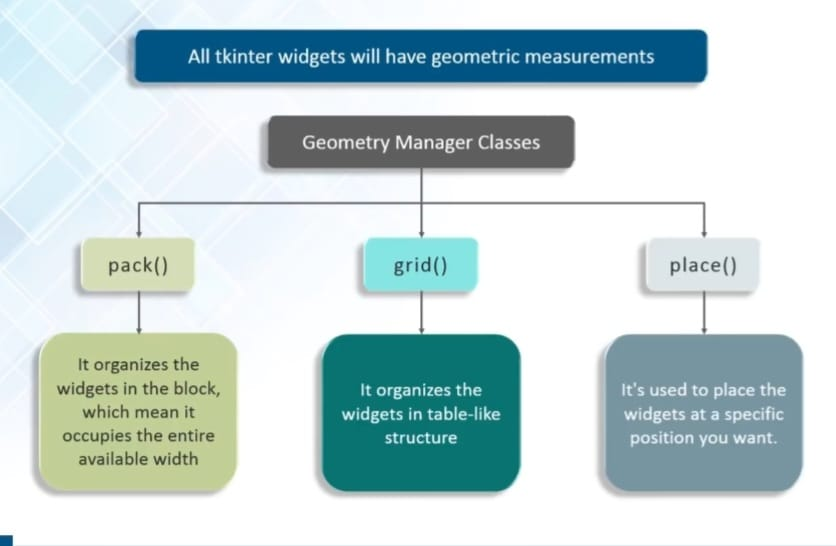 All tkinter widgets will have geometric measurements
Geometry Manager Classes
pack()
grid()
place()
It organizes the
widgets in the block,
which mean it
occupies the entire
available width
It organizes the
widgets in table-like
structure
It's used to place the
widgets at a specific
position you want.